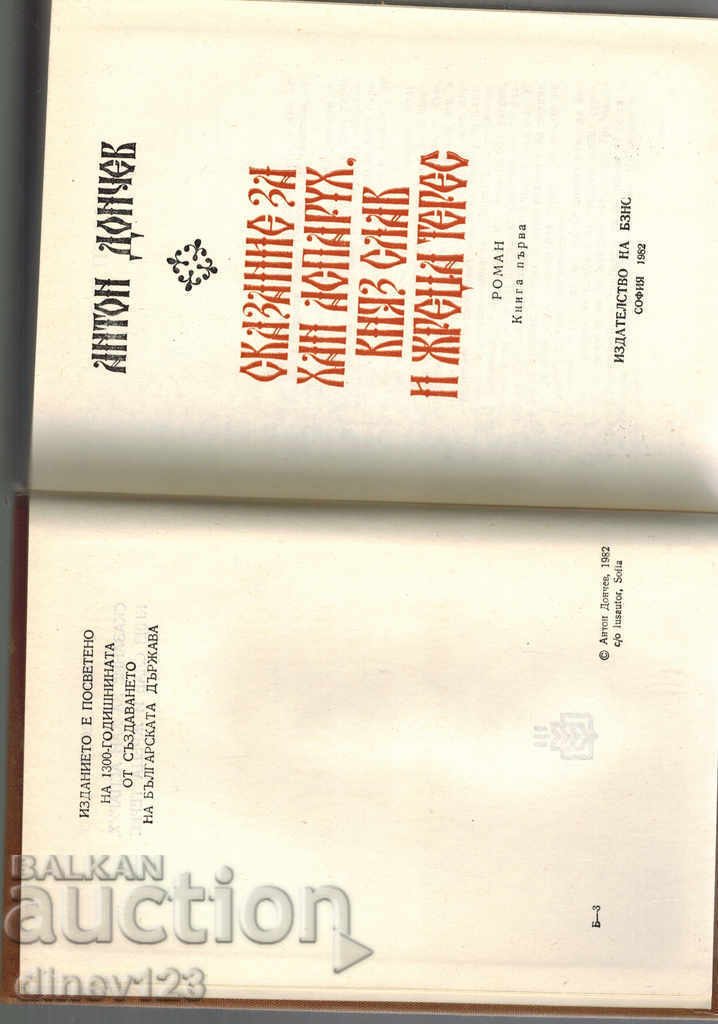 ИЗДАНИЕТО Е ПОСВЕТЕНО
НА 1300-ГОДИШНИНАТА
ОТ СЪЗДАВАНЕТО
НА БЪЛГАРСКАТА ДЪРЖАВА
© Антон Дончев, 1982
c/o Iusautor, Sofia
Б—3
АНТОН ДОНЧЕВ
СКАЗАНИЕ ЗА
ХАН АСПАРУХ,
КНЯЗ СЛАВ
И ЖРЕЦА ТЕРЕС
РОМАН
Книга първа
ИЗДАТЕЛСТВО НА БЗНС
СОФИЯ 1982
BALKAN
auction
dinev123